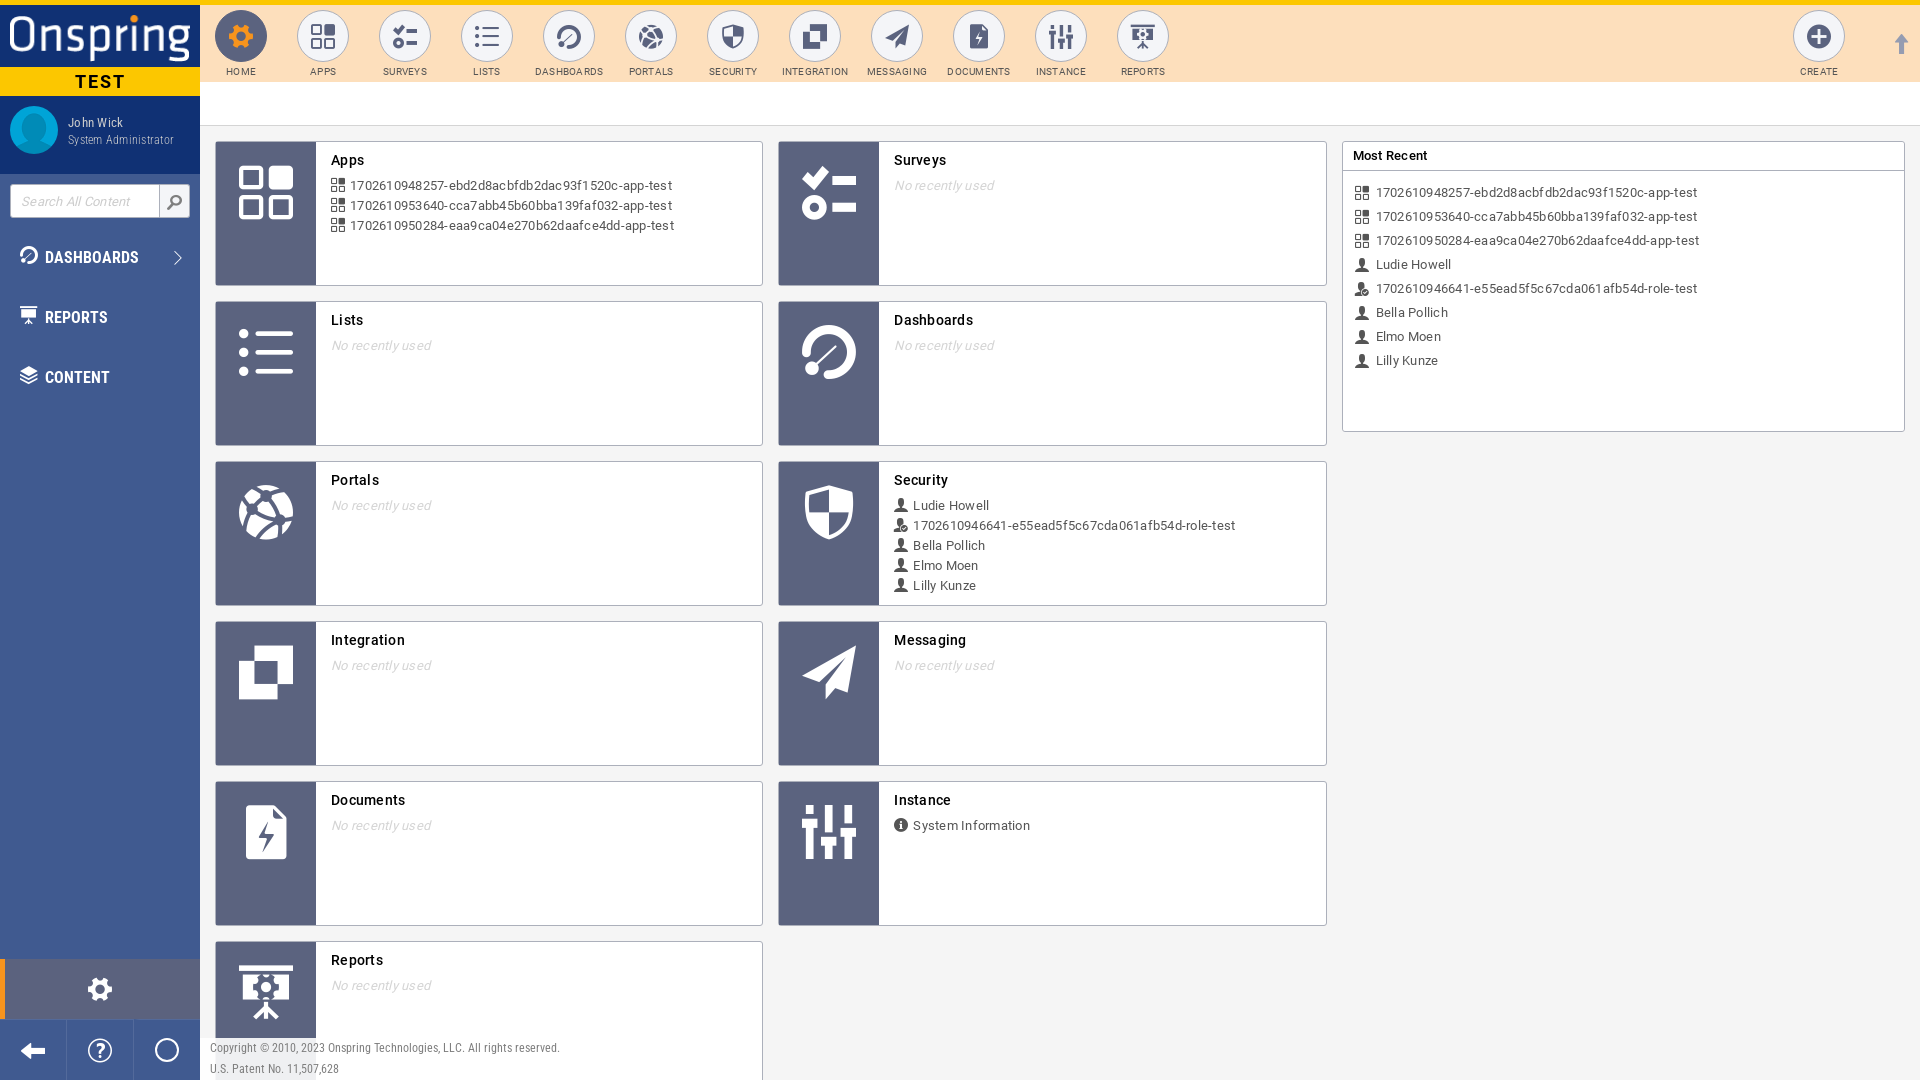 Onspring
TEST
John Wick
System Administrator
Search All Content
DASHBOARDS
REPORTS
CONTENT
HOME
APPS
SURVEYS
LISTS
DASHBOARDS
PORTALS
SECURITY
INTEGRATION
MESSAGING
DOCUMENTS
INSTANCE
REPORTS
CREATE
Apps
1702610948257-ebd2d8acbfdb2dac93f1520c-app-test
1702610953640-cca7abb45b60bba139faf032-app-test
1702610950284-eaa9ca04e270b62daafce4dd-app-test
Surveys
No recently used
Lists
No recently used
Dashboards
No recently used
Portals
No recently used
Security
Ludie Howell
1702610946641-e55ead5f5c67cda061afb54d-role-test
Bella Pollich
Elmo Moen
Lilly Kunze
Integration
No recently used
Messaging
No recently used
Documents
No recently used
Instance
System Information
Reports
No recently used
Most Recent
1702610948257-ebd2d8acbfdb2dac93f1520c-app-test
1702610953640-cca7abb45b60bba139faf032-app-test
1702610950284-eaa9ca04e270b62daafce4dd-app-test
Ludie Howell
1702610946641-e55ead5f5c67cda061afb54d-role-test
Bella Pollich
Elmo Moen
Lilly Kunze
Copyright © 2010, 2023 Onspring Technologies, LLC. All rights reserved.
U.S. Patent No. 11,507,628